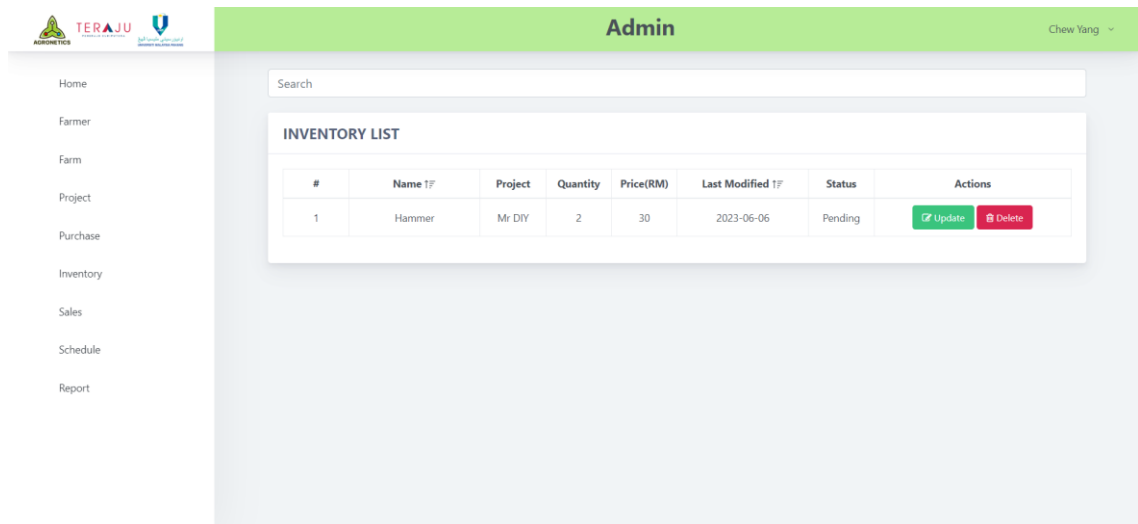 AGRONETICS
TERAJU
Admin
Chew Yang
Home
Farmer
Farm
Project
Purchase
Inventory
Sales
Schedule
Report
Search
INVENTORY LIST
# Name Project Quantity Price(RM) Last Modified Status Actions
1 Hammer Mr DIY 2 30 2023-06-06 Pending Update Delete